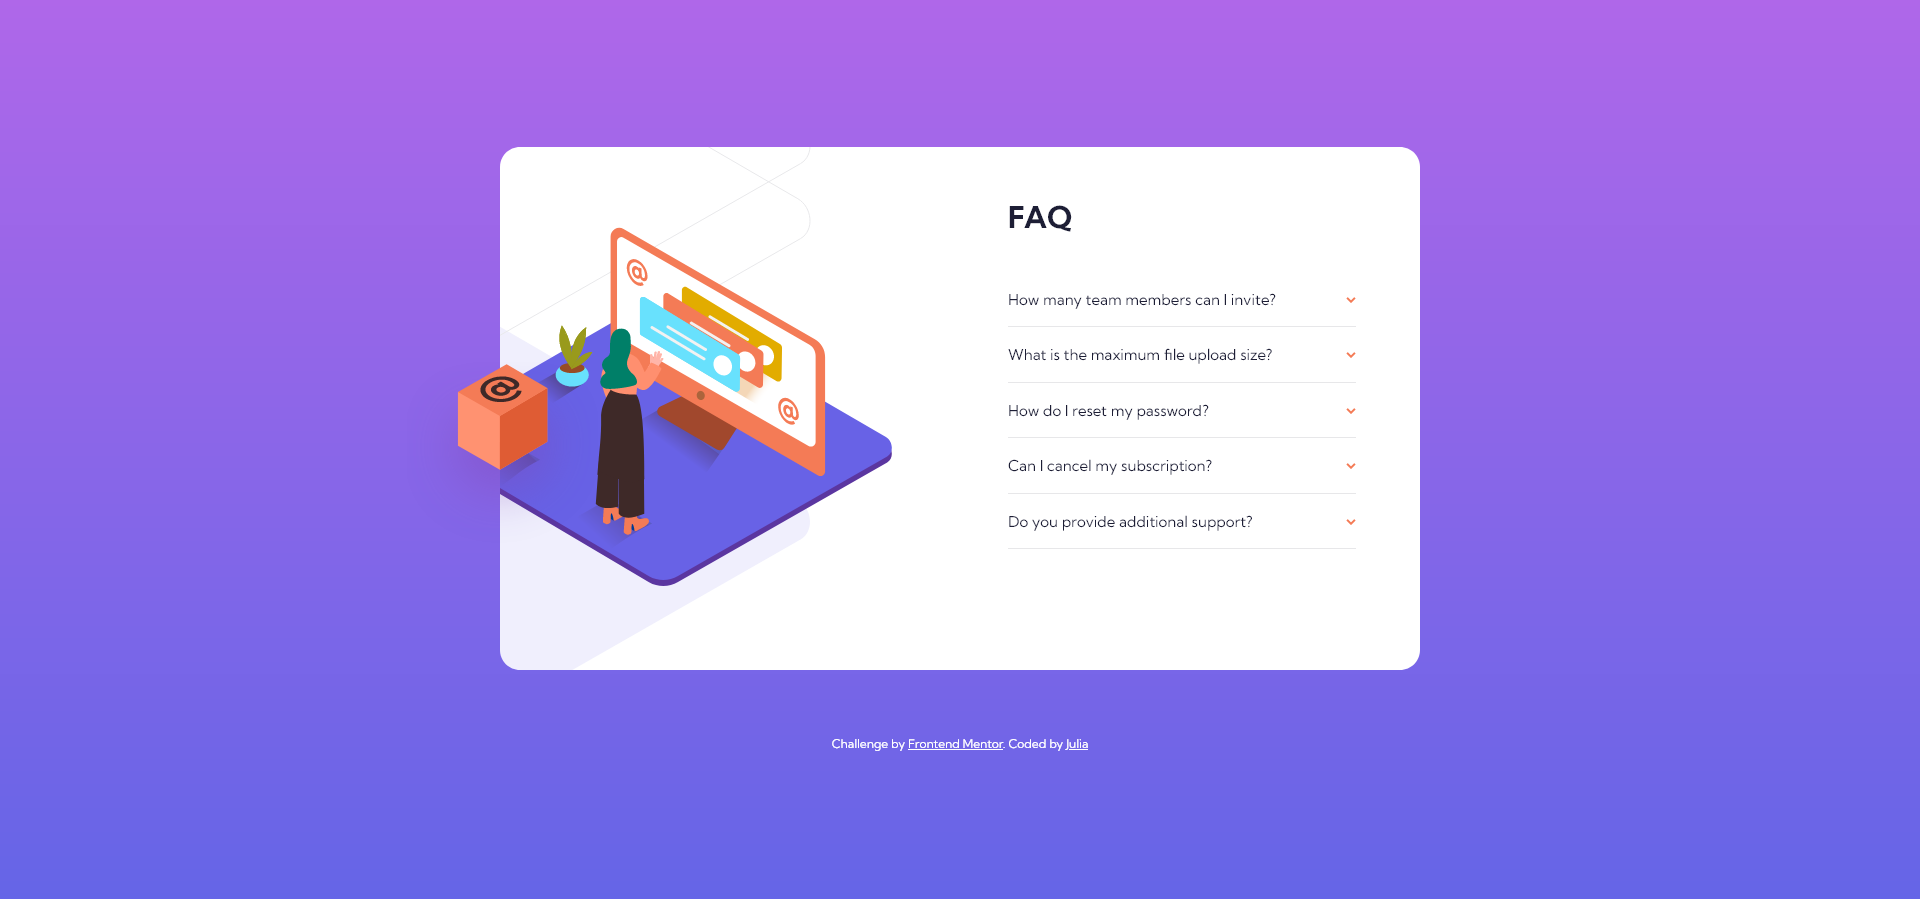 FAQ
How many team members can I invite?
What is the maximum file upload size?
How do I reset my password?
Can I cancel my subscription?
Do you provide additional support?
@
@
@
Challenge by Frontend Mentor. Coded by Julia